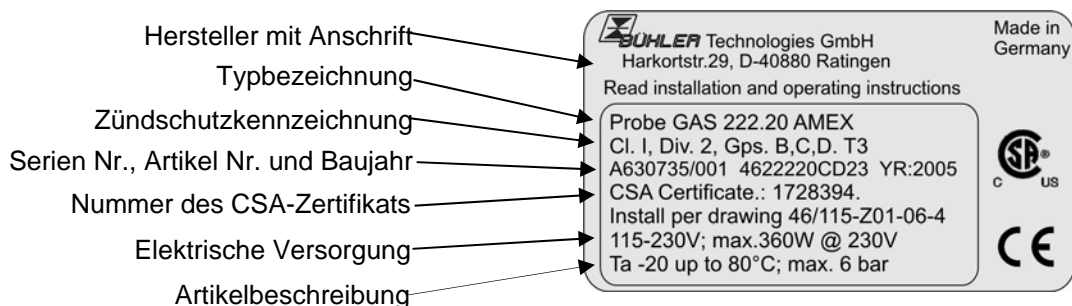 Hersteller mit Anschrift
Typbezeichnung
Zündschutzkennzeichnung
Serien Nr., Artikel Nr. und Baujahr
Nummer des CSA-Zertifikats
Elektrische Versorgung
Artikelbeschreibung
BÜHLER Technologies GmbH
Harkortstr.29, D-40880 Ratingen
Made in
Germany
Read installation and operating instructions
Probe GAS 222.20 AMEX
Cl. I, Div. 2, Gps. B,C,D. T3
A630735/001 4622220CD23 YR:2005
CSA Certificate.: 1728394.
Install per drawing 46/115-Z01-06-4
115-230V; max.360W @ 230V
Ta -20 up to 80°C; max. 6 bar
SA®
C US
CE